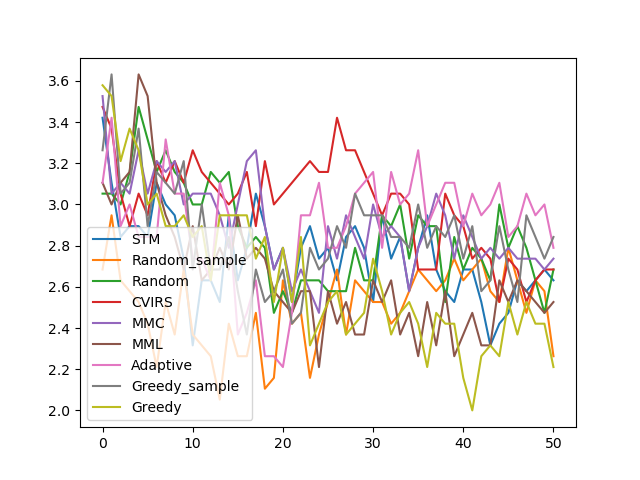 3.6
3.4
3.2
3.0
2.8
2.6
2.4
2.2
2.0
STM
Random_sample
Random
CVIRS
MMC
MML
Adaptive
Greedy_sample
Greedy
0 10 20 30 40 50